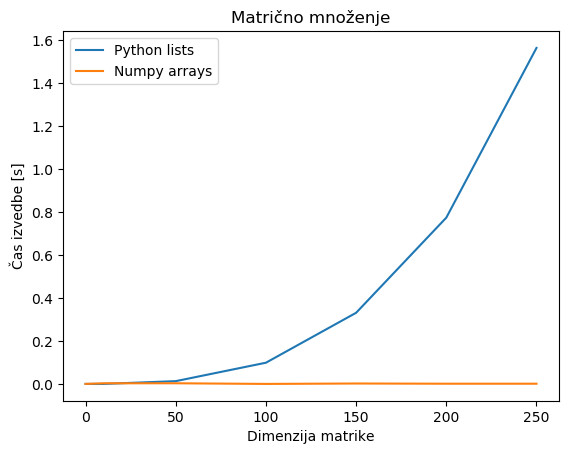 Matrično množenje
Python lists
Numpy arrays
Čas izvedbe [s]
1.6
1.4
1.2
1.0
0.8
0.6
0.4
0.2
0.0
0 50 100 150 200 250
Dimenzija matrike